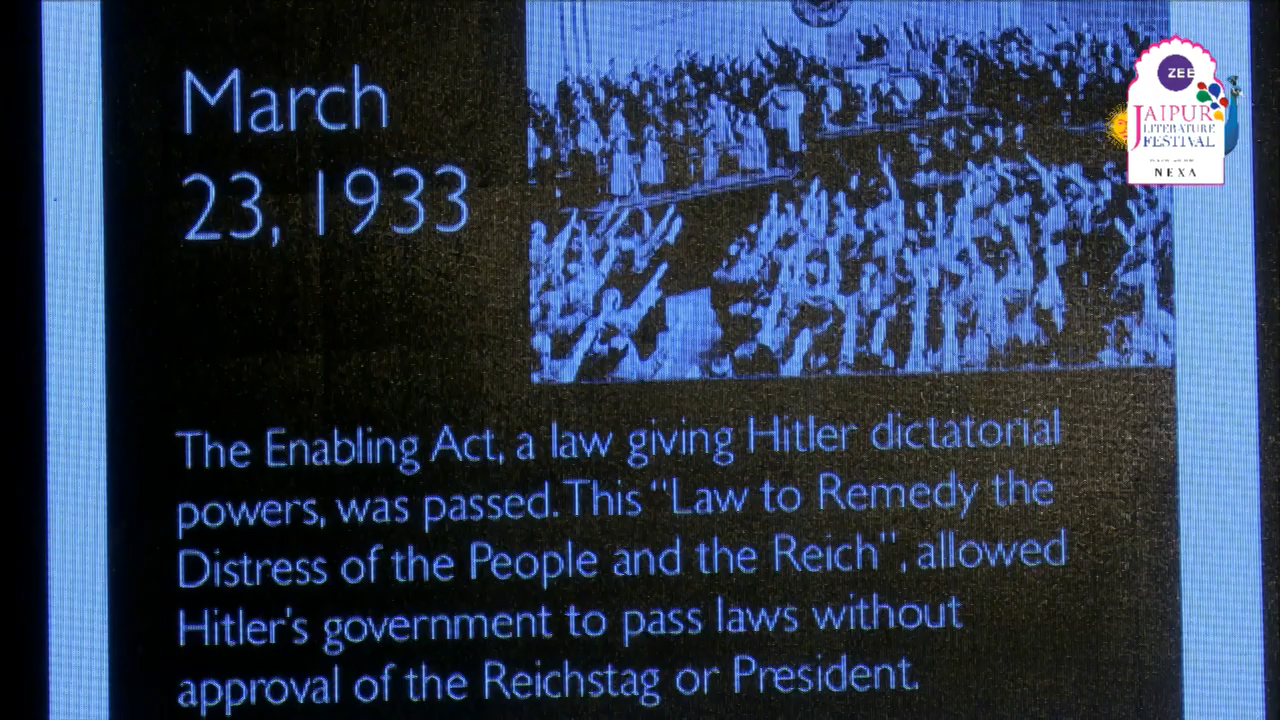 March
23, 1933
The Enabling Act, a law giving Hitler dictatorial
powers, was passed. This "Law to Remedy the
Distress of the People and the Reich", allowed
Hitler's government to pass laws without
approval of the Reichstag or President.
ZEE
JAIPUR
LITERATURE
FESTIVAL
NEXA